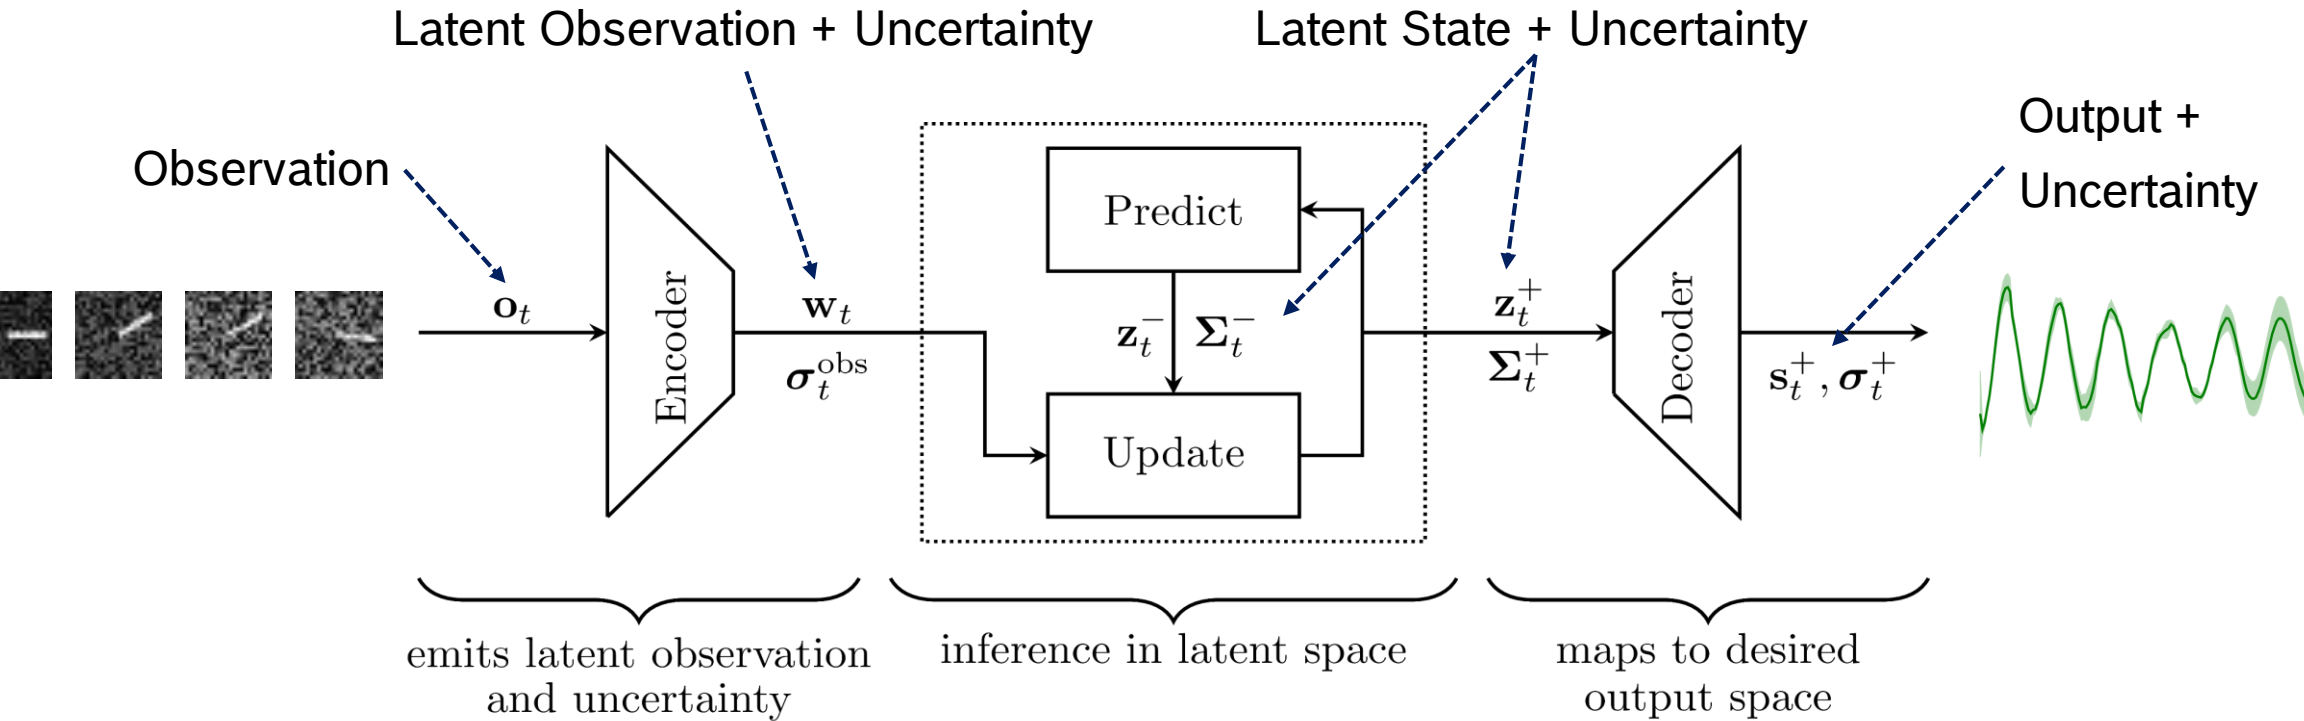 Latent Observation + Uncertainty
Latent State + Uncertainty
Output +
Uncertainty
Observation
Predict
Encoder
Decoder
Update
o_t
w_t
σ_t^obs
z_t^- Σ_t^-
z_t^+
Σ_t^+
s_t^+, σ_t^+
emits latent observation
and uncertainty
inference in latent space
maps to desired
output space